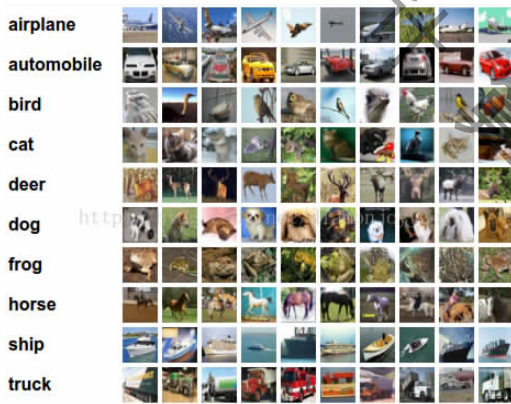 airplane
automobile
bird
cat
deer
dog
frog
horse
ship
truck